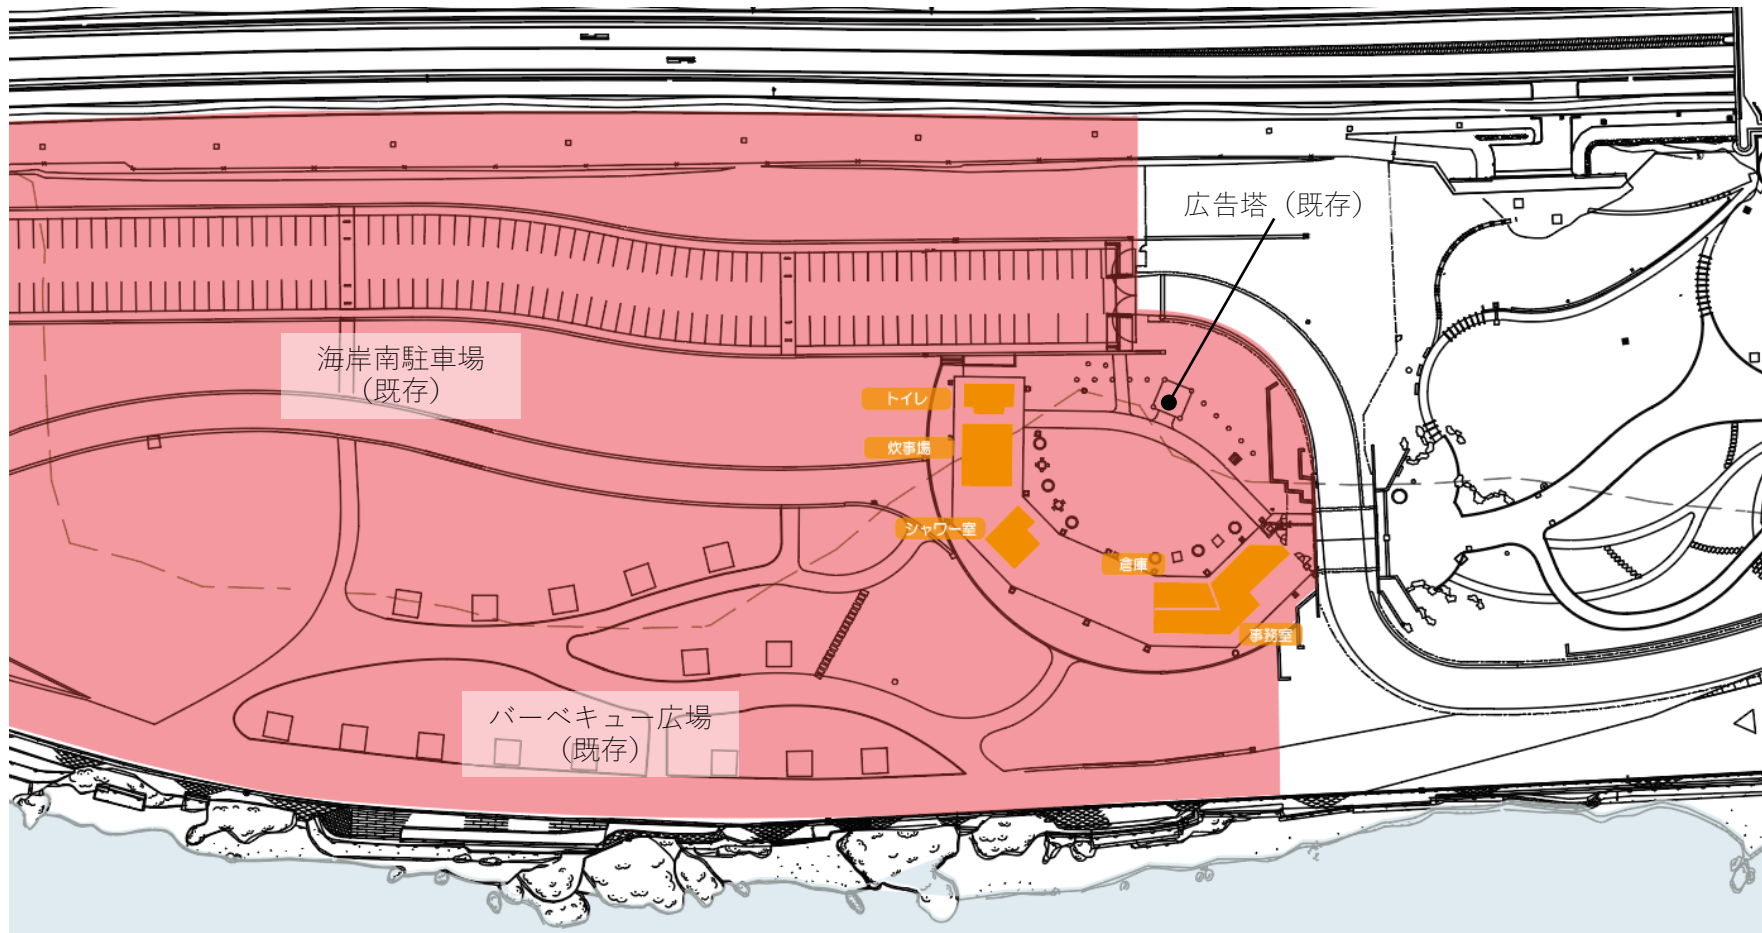 広告塔（既存）
海岸南駐車場
（既存）
トイレ
炊事場
シャワー室
倉庫
事務室
バーベキュー広場
（既存）